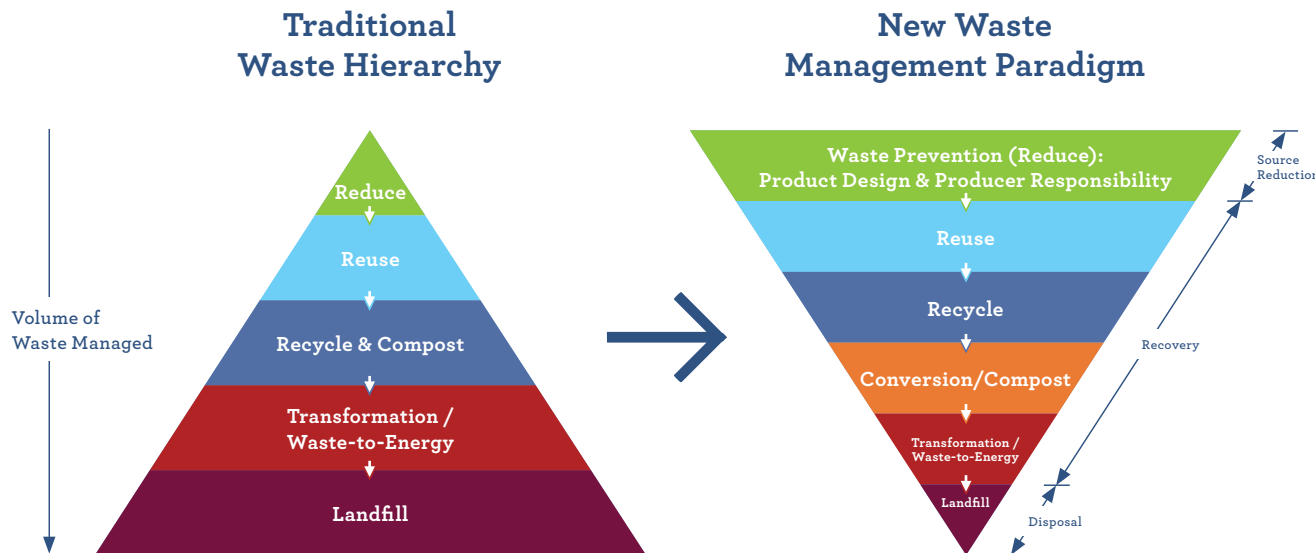 Traditional
Waste Hierarchy
New Waste
Management Paradigm
Volume of
Waste Managed
Reduce
Reuse
Recycle & Compost
Transformation /
Waste-to-Energy
Landfill
Waste Prevention (Reduce):
Product Design & Producer Responsibility
Reuse
Recycle
Conversion/Compost
Transformation /
Waste-to-Energy
Landfill
Source
Reduction
Recovery
Disposal